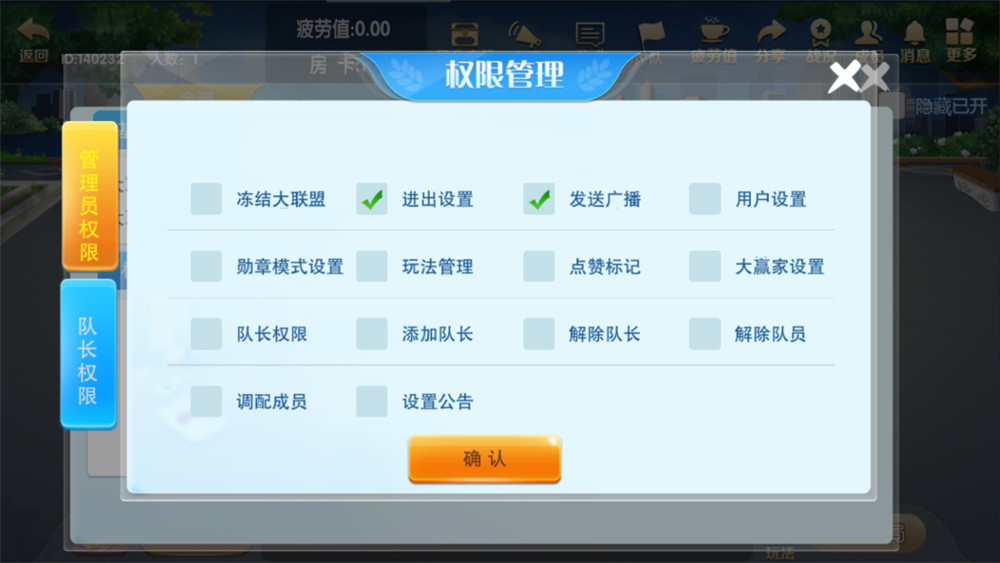 疲劳值:0.00
返回
ID:140232
人数: 1
房 卡:
疲劳值
分享
战况
消息
更多
权限管理
隐藏已开
管理员权限
队长权限
冻结大联盟 进出设置 发送广播 用户设置
勋章模式设置 玩法管理 点赞标记 大赢家设置
队长权限 添加队长 解除队长 解除队员
调配成员 设置公告
确认
局
玩法